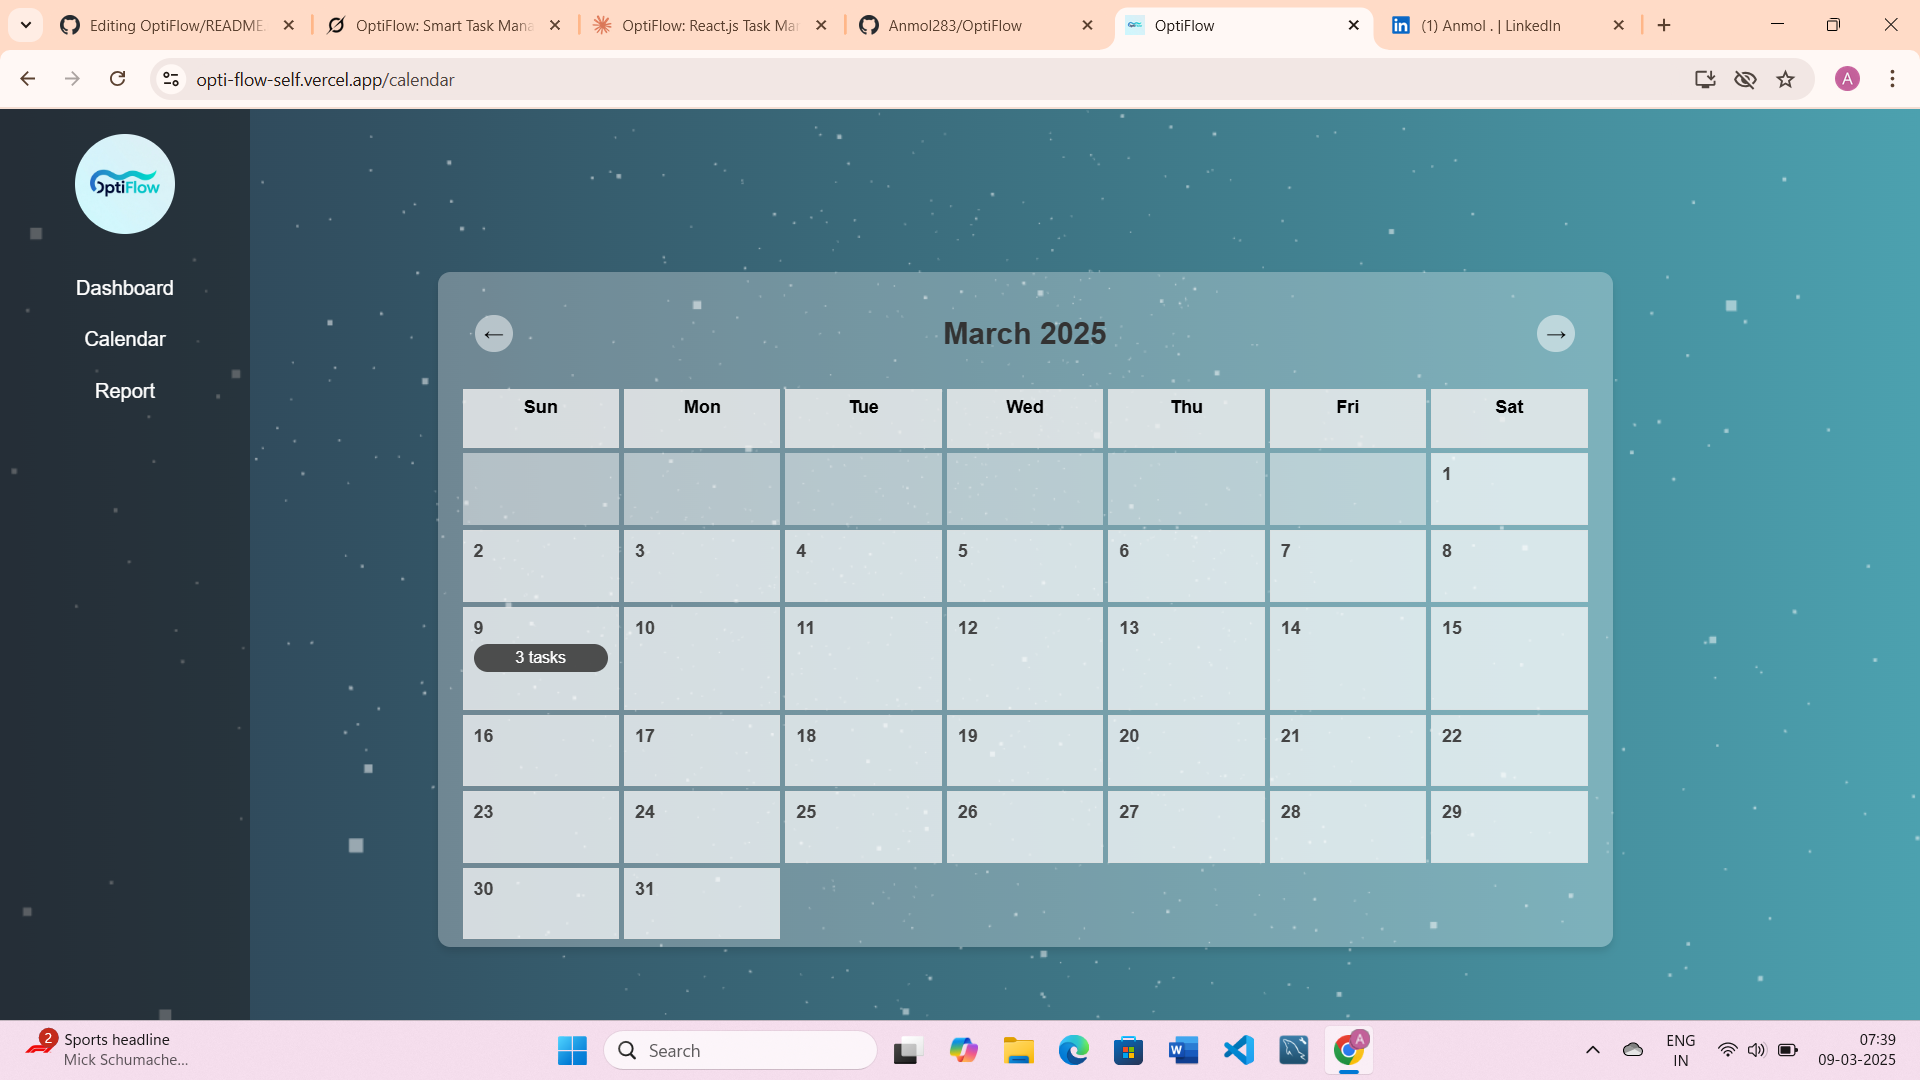 Editing OptiFlow/README.
OptiFlow: Smart Task Mana
OptiFlow: React.js Task Mar
Anmol283/OptiFlow
OptiFlow
(1) Anmol . | LinkedIn
opti-flow-self.vercel.app/calendar
A
OptiFlow
Dashboard
Calendar
Report
← March 2025 →
Sun Mon Tue Wed Thu Fri Sat
1
2 3 4 5 6 7 8
9 10 11 12 13 14 15
3 tasks
16 17 18 19 20 21 22
23 24 25 26 27 28 29
30 31
2
Sports headline
Mick Schumache...
Search
A
ENG
IN
07:39
09-03-2025